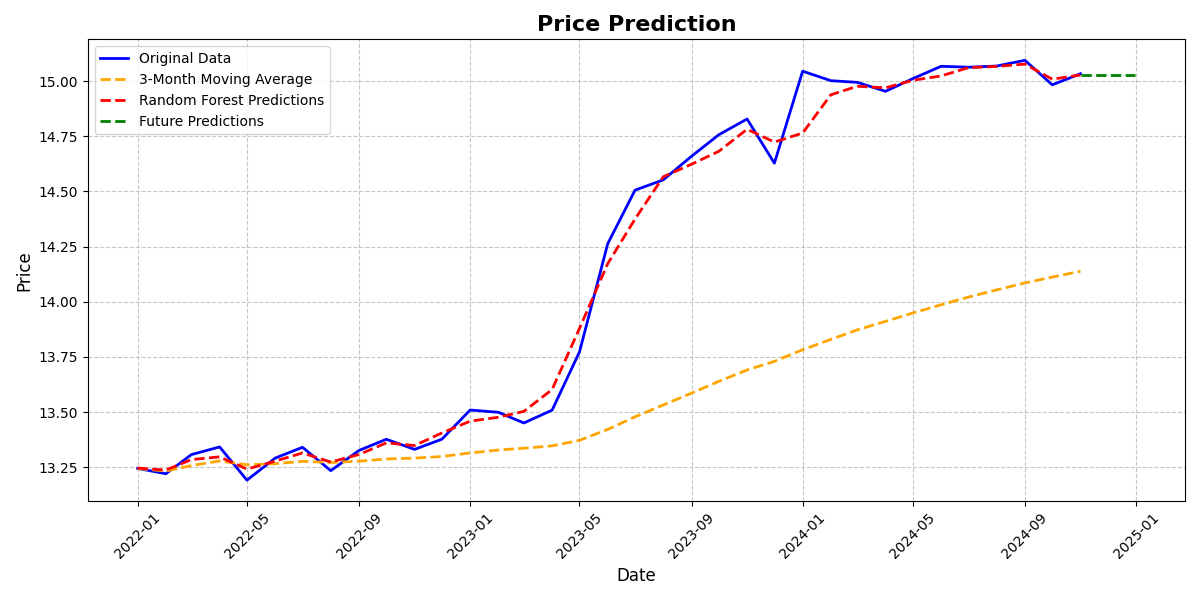 Price Prediction
Original Data
3-Month Moving Average
Random Forest Predictions
Future Predictions
Price
15.00
14.75
14.50
14.25
14.00
13.75
13.50
13.25
2022-01
2022-05
2022-09
2023-01
2023-05
2023-09
2024-01
2024-05
2024-09
2025-01
Date